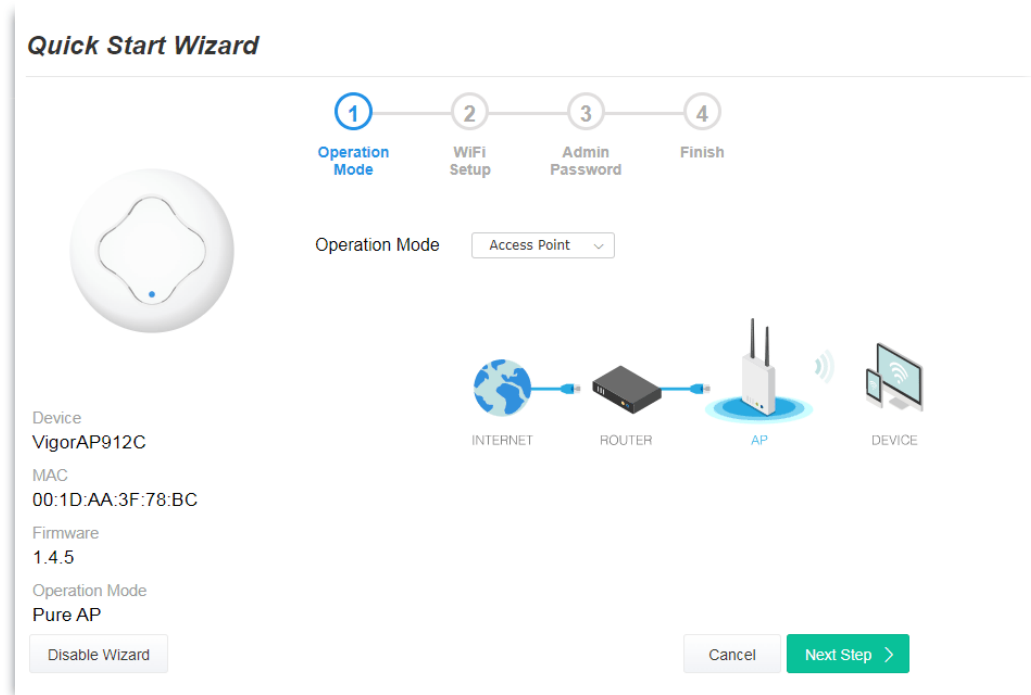 Quick Start Wizard
1
2
3
4
Operation
Mode
WiFi
Setup
Admin
Password
Finish
Operation Mode
Access Point
INTERNET
ROUTER
AP
DEVICE
Device
VigorAP912C
MAC
00:1D:AA:3F:78:BC
Firmware
1.4.5
Operation Mode
Pure AP
Disable Wizard
Cancel
Next Step